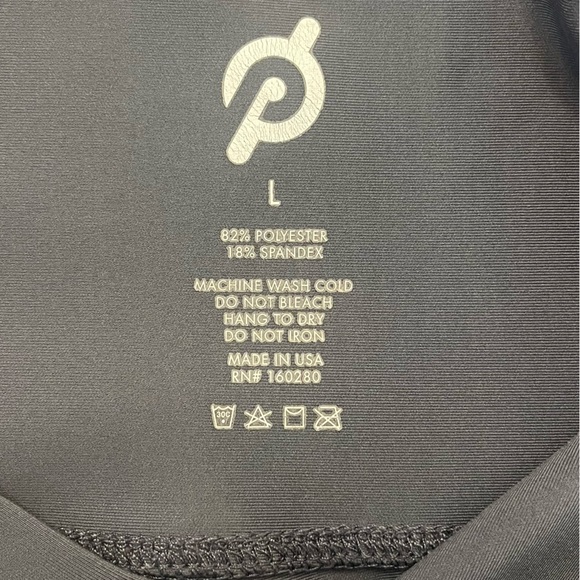 L
82% POLYESTER
18% SPANDEX
MACHINE WASH COLD
DO NOT BLEACH
HANG TO DRY
DO NOT IRON
MADE IN USA
RN# 160280
30C